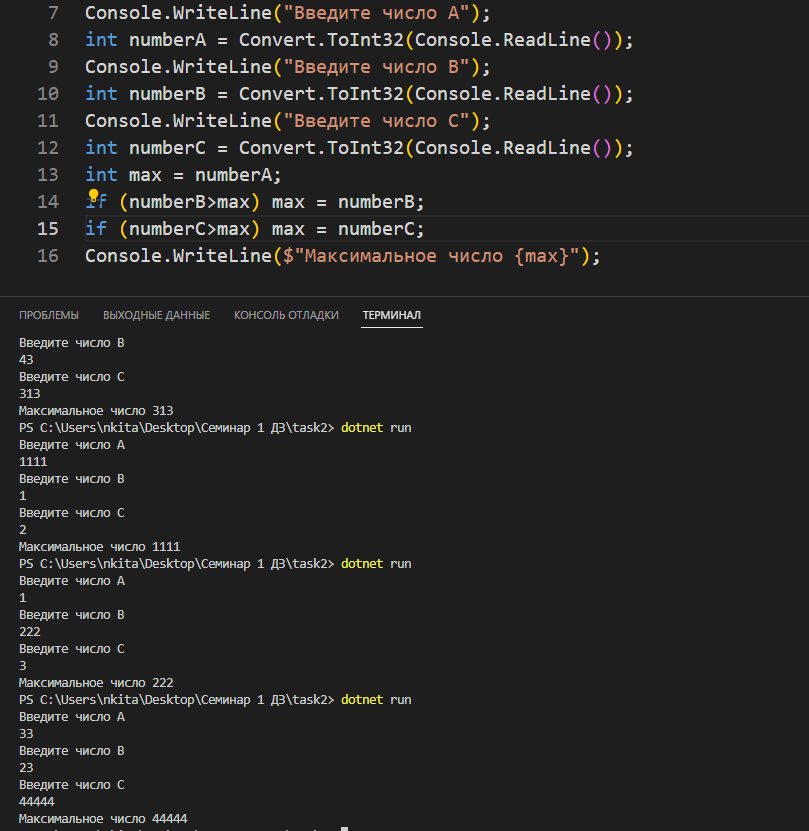 7 Console.WriteLine("Введите число A");
8 int numberA = Convert.ToInt32(Console.ReadLine());
9 Console.WriteLine("Введите число B");
10 int numberB = Convert.ToInt32(Console.ReadLine());
11 Console.WriteLine("Введите число C");
12 int numberC = Convert.ToInt32(Console.ReadLine());
13 int max = numberA;
14 if (numberB>max) max = numberB;
15 if (numberC>max) max = numberC;
16 Console.WriteLine($"Максимальное число {max}");
ПРОБЛЕМЫ ВЫХОДНЫЕ ДАННЫЕ КОНСОЛЬ ОТЛАДКИ ТЕРМИНАЛ
Введите число B
43
Введите число C
313
Максимальное число 313
PS C:\Users\nkita\Desktop\Семинар 1 ДЗ\task2> dotnet run
Введите число A
1111
Введите число B
1
Введите число C
2
Максимальное число 1111
PS C:\Users\nkita\Desktop\Семинар 1 ДЗ\task2> dotnet run
Введите число A
1
Введите число B
222
Введите число C
3
Максимальное число 222
PS C:\Users\nkita\Desktop\Семинар 1 ДЗ\task2> dotnet run
Введите число A
33
Введите число B
23
Введите число C
44444
Максимальное число 44444